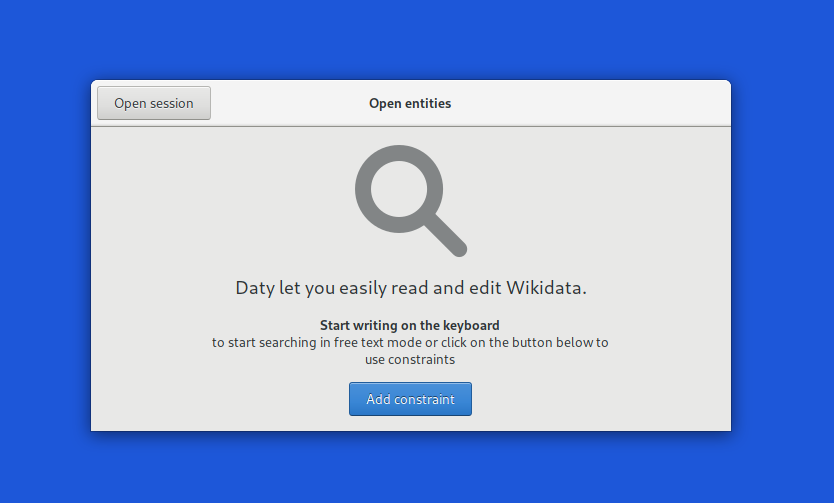 Open session
Open entities
Daty let you easily read and edit Wikidata.
Start writing on the keyboard
to start searching in free text mode or click on the button below to
use constraints
Add constraint